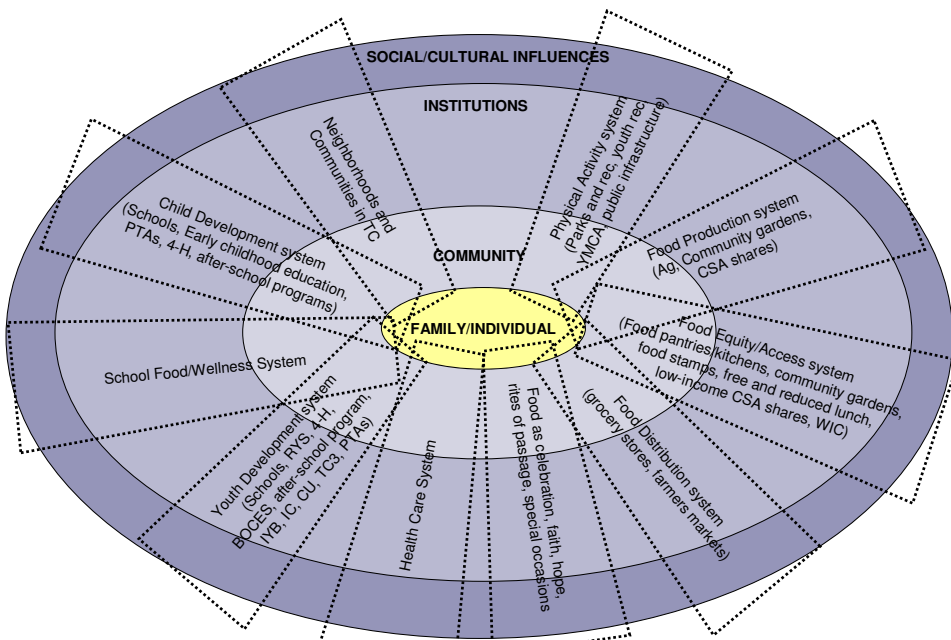 SOCIAL/CULTURAL INFLUENCES
INSTITUTIONS
COMMUNITY
FAMILY/INDIVIDUAL
Neighborhoods and
Communities in TC
Physical Activity system
(Parks and rec, youth rec,
YMCA, public infrastructure)
Child Development system
(Schools, Early childhood education,
PTAs, 4-H, after-school programs)
Food Production system
(Ag, Community gardens,
CSA shares)
School Food/Wellness System
Food Equity/Access system
(Food pantries/kitchens, community gardens,
food stamps, free and reduced lunch,
low-income CSA shares, WIC)
Youth Development system
(Schools, RYS, 4-H,
BOCES, after-school program,
IYB, IC, CU, TC3, PTAs)
Health Care System
Food as celebration, faith, hope,
rites of passage, special occasions
Food Distribution system
(grocery stores, farmers markets)